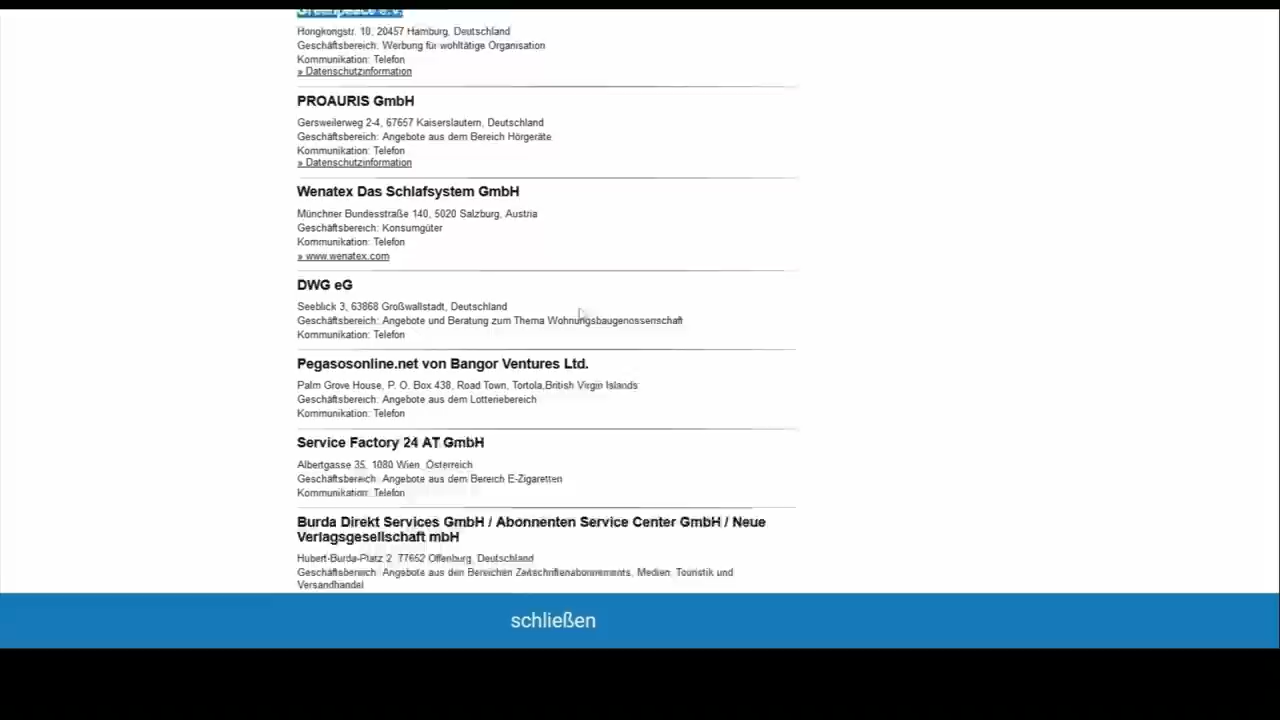 Hongkongstr. 10, 20457 Hamburg, Deutschland
Geschäftsbereich: Werbung für wohltätige Organisation
Kommunikation: Telefon
» Datenschutzinformation
PROAURIS GmbH
Gersweilerweg 2-4, 67657 Kaiserslautern, Deutschland
Geschäftsbereich: Angebote aus dem Bereich Hörgeräte
Kommunikation: Telefon
» Datenschutzinformation
Wenatex Das Schlafsystem GmbH
Münchner Bundesstraße 140, 5020 Salzburg, Austria
Geschäftsbereich: Konsumgüter
Kommunikation: Telefon
» www.wenatex.com
DWG eG
Seeblick 3, 63868 Großwallstadt, Deutschland
Geschäftsbereich: Angebote und Beratung zum Thema Wohnungsbaugenossenschaft
Kommunikation: Telefon
Pegasosonline.net von Bangor Ventures Ltd.
Palm Grove House, P. O. Box 438, Road Town, Tortola,British Virgin Islands
Geschäftsbereich: Angebote aus dem Lotteriebereich
Kommunikation: Telefon
Service Factory 24 AT GmbH
Albertgasse 35, 1080 Wien, Österreich
Geschäftsbereich: Angebote aus dem Bereich E-Zigaretten
Kommunikation: Telefon
Burda Direkt Services GmbH / Abonnenten Service Center GmbH / Neue
Verlagsgesellschaft mbH
Hubert-Burda-Platz 2, 77652 Offenburg, Deutschland
Geschäftsbereich: Angebote aus den Bereichen Zeitschriftenabonnements, Medien, Touristik und
Versandhandel
schließen